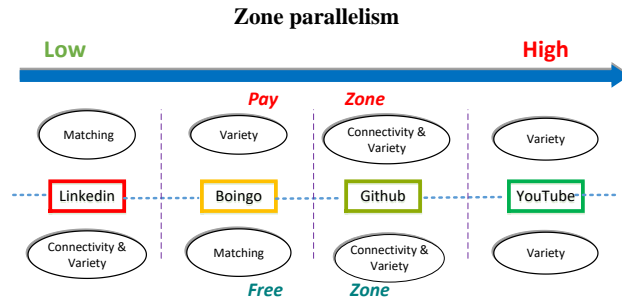 Zone parallelism
Low High
Pay Zone
Matching Variety Connectivity & Variety Variety
Linkedin Boingo Github YouTube
Connectivity & Variety Matching Connectivity & Variety Variety
Free Zone